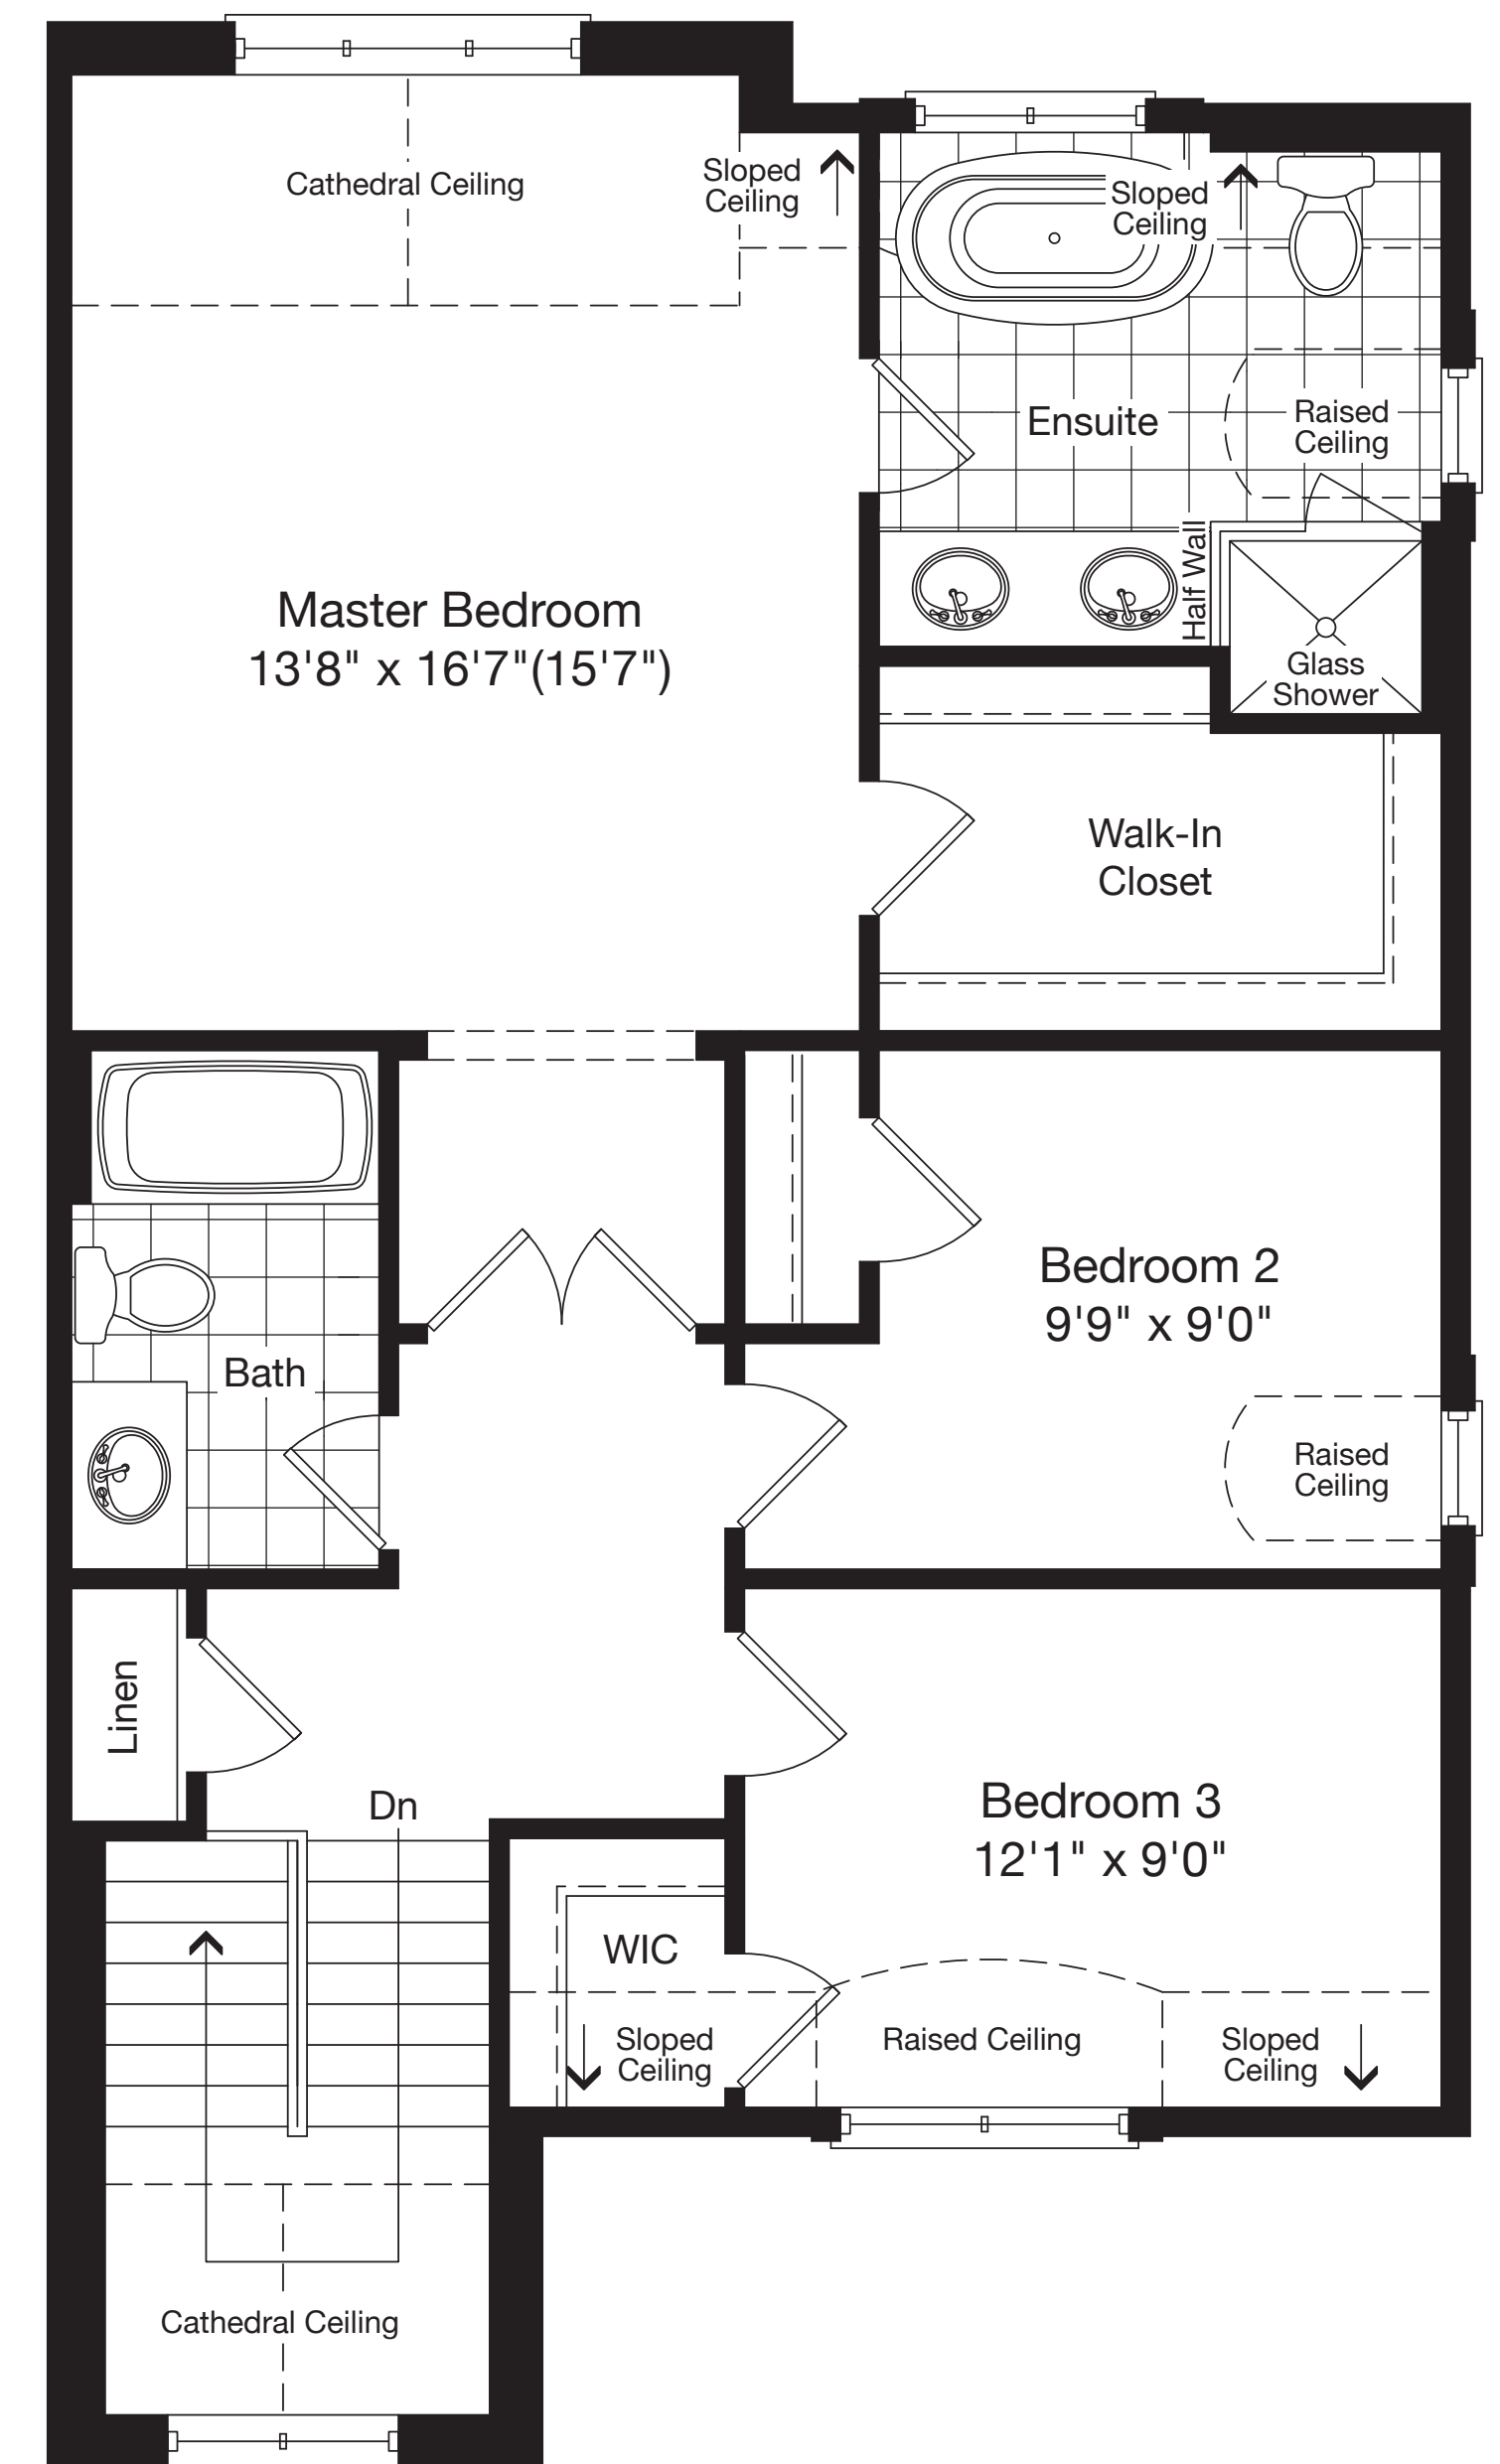 Cathedral Ceiling
Sloped
Ceiling
Sloped
Ceiling
Ensuite
Raised
Ceiling
Master Bedroom
13'8" x 16'7"(15'7")
Half Wall
Glass
Shower
Walk-In
Closet
Bedroom 2
9'9" x 9'0"
Bath
Raised
Ceiling
Linen
Dn
Bedroom 3
12'1" x 9'0"
WIC
Sloped
Ceiling
Raised Ceiling
Sloped
Ceiling
Cathedral Ceiling